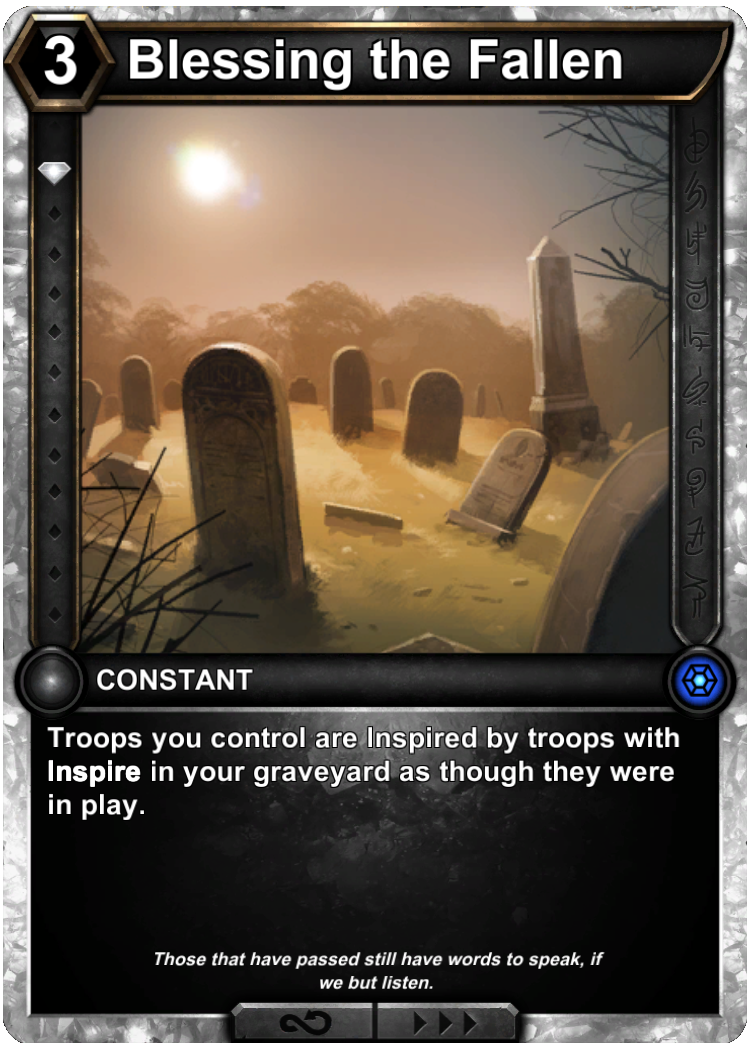 3
Blessing the Fallen
CONSTANT
Troops you control are Inspired by troops with
Inspire in your graveyard as though they were
in play.
Those that have passed still have words to speak, if
we but listen.